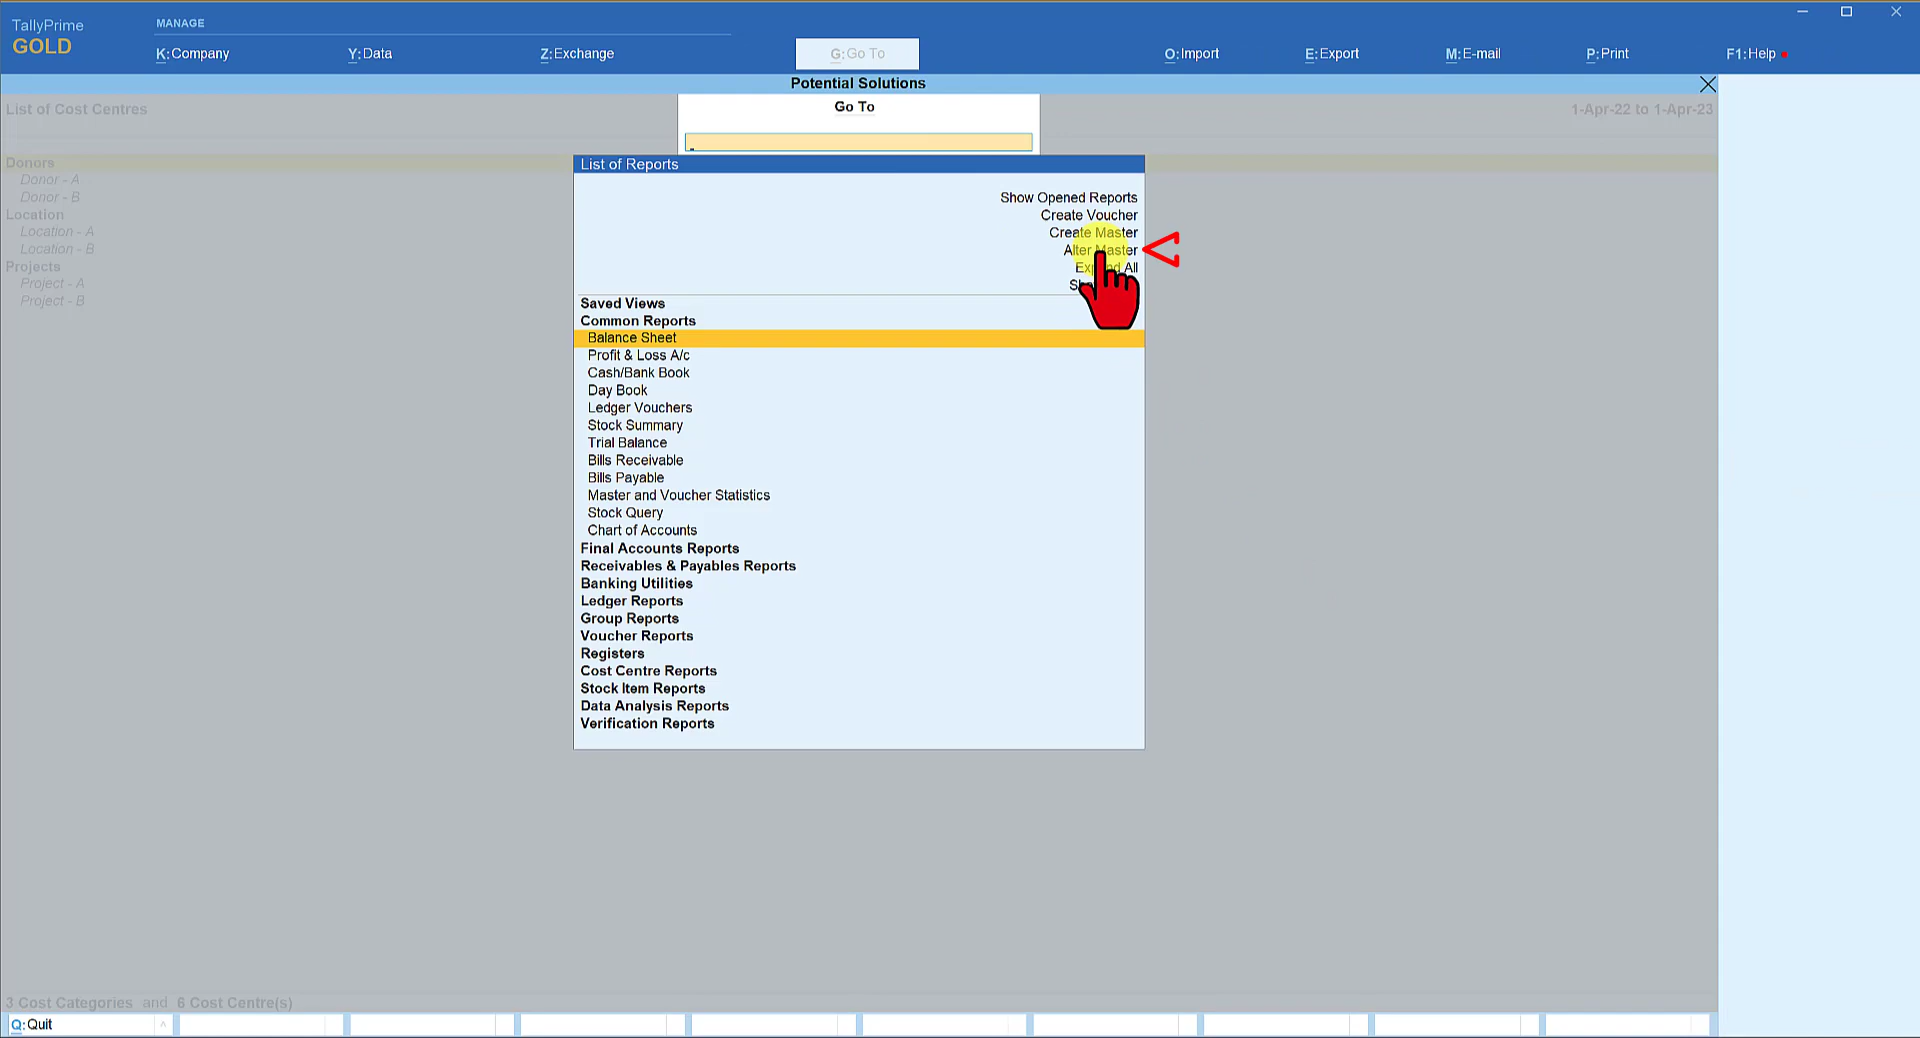 TallyPrime
GOLD
MANAGE
K:Company
Y:Data
Z:Exchange
G:Go To
O:Import
E:Export
M:E-mail
P:Print
F1:Help
Potential Solutions
List of Cost Centres
Go To
1-Apr-22 to 1-Apr-23
Donors
Donor - A
Donor - B
Location
Location - A
Location - B
Projects
Project - A
Project - B
List of Reports
Show Opened Reports
Create Voucher
Create Master
Alter Master
Expand All
Saved Views
Common Reports
Balance Sheet
Profit & Loss A/c
Cash/Bank Book
Day Book
Ledger Vouchers
Stock Summary
Trial Balance
Bills Receivable
Bills Payable
Master and Voucher Statistics
Stock Query
Chart of Accounts
Final Accounts Reports
Receivables & Payables Reports
Banking Utilities
Ledger Reports
Group Reports
Voucher Reports
Registers
Cost Centre Reports
Stock Item Reports
Data Analysis Reports
Verification Reports
3 Cost Categories and 6 Cost Centre(s)
Q:Quit